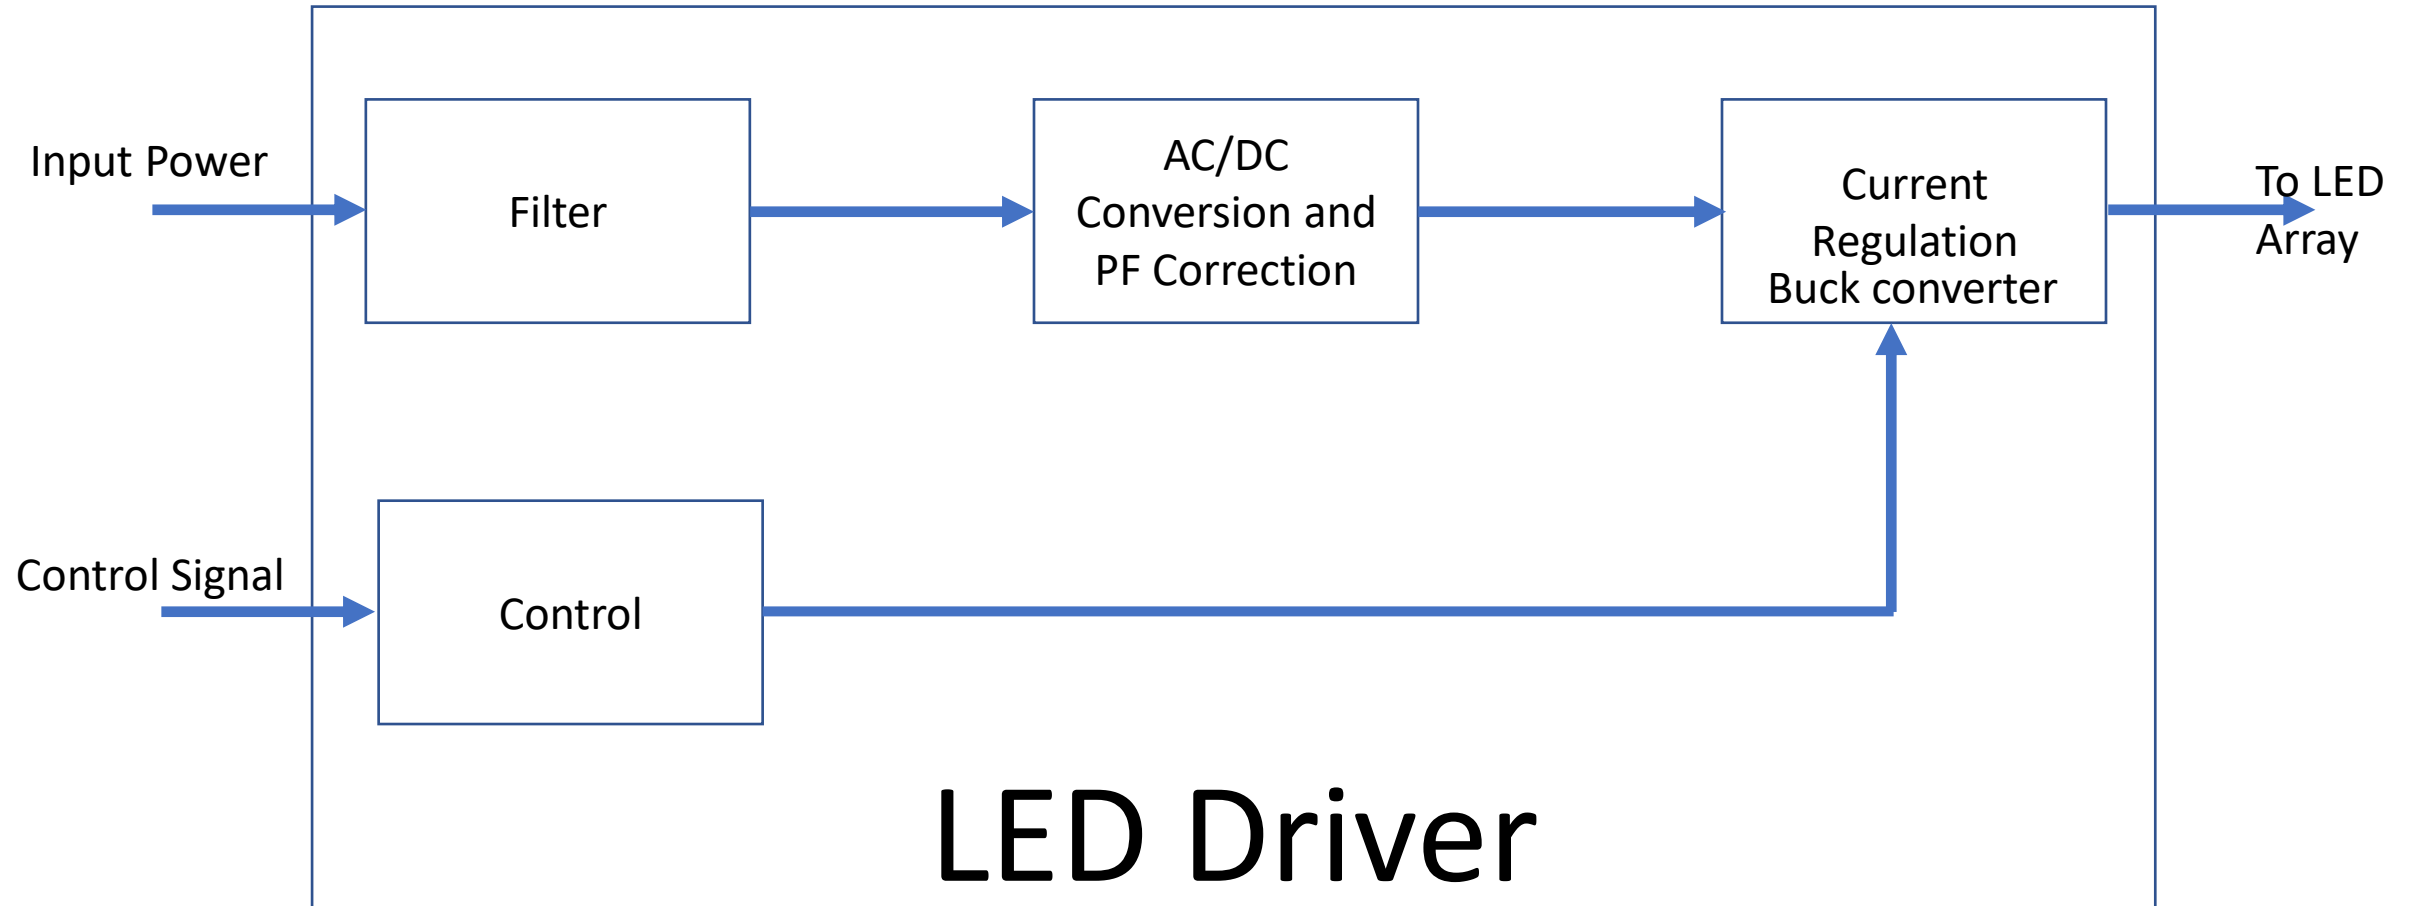 Input Power
Filter
AC/DC
Conversion and
PF Correction
Current
Regulation
Buck converter
To LED
Array
Control Signal
Control
LED Driver